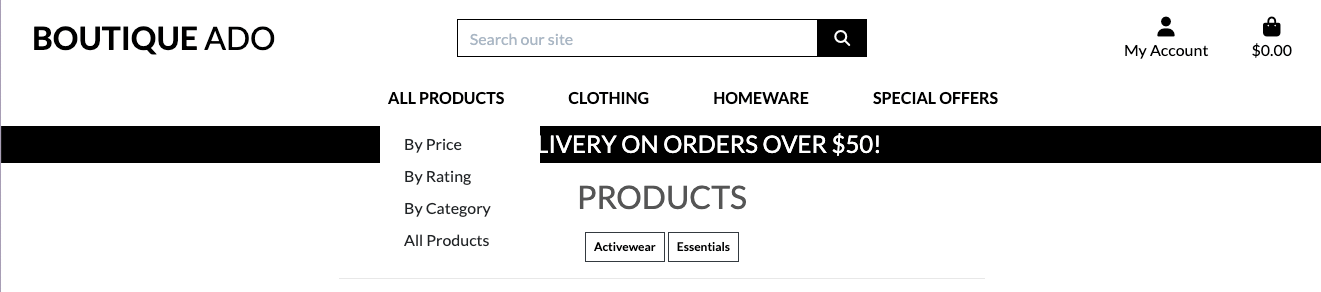 BOUTIQUE ADO
Search our site
My Account
$0.00
ALL PRODUCTS
CLOTHING
HOMEWARE
SPECIAL OFFERS
By Price
By Rating
By Category
All Products
LIVERY ON ORDERS OVER $50!
PRODUCTS
Activewear
Essentials